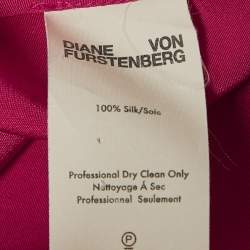 DIANE VON
FURSTENBERG
100% Silk/Soie
Professional Dry Clean Only
Nettoyage A Sec
Professionnel Seulement
P